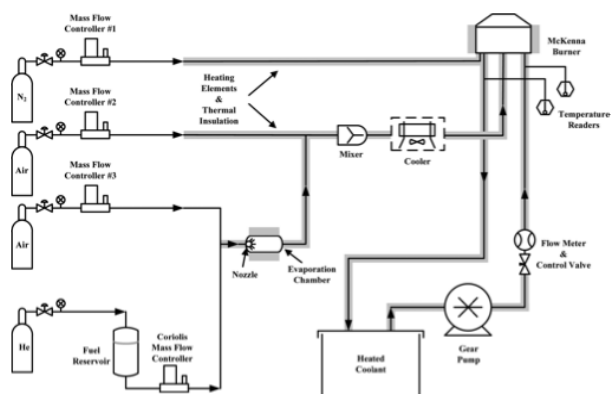 Mass Flow
Controller #1
N₂
McKenna
Burner
Mass Flow
Controller #2
Heating
Elements
&
Thermal
Insulation
Temperature
Readers
Air
Mixer
Cooler
Mass Flow
Controller #3
Air
Nozzle
Evaporation
Chamber
Flow Meter
&
Control Valve
He
Fuel
Reservoir
Coriolis
Mass Flow
Controller
Heated
Coolant
Gear
Pump